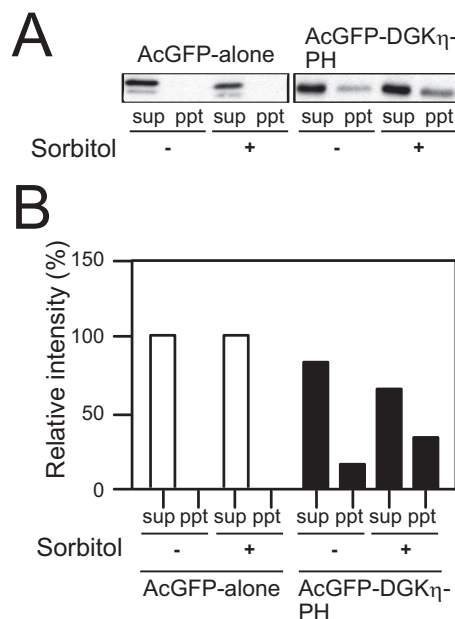 A
AcGFP-alone
AcGFP-DGKη-
PH
sup ppt sup ppt sup ppt sup ppt
Sorbitol - + - +
B
Relative intensity (%)
150
100
50
0
sup ppt sup ppt sup ppt sup ppt
Sorbitol - + - +
AcGFP-alone AcGFP-DGKη-
PH